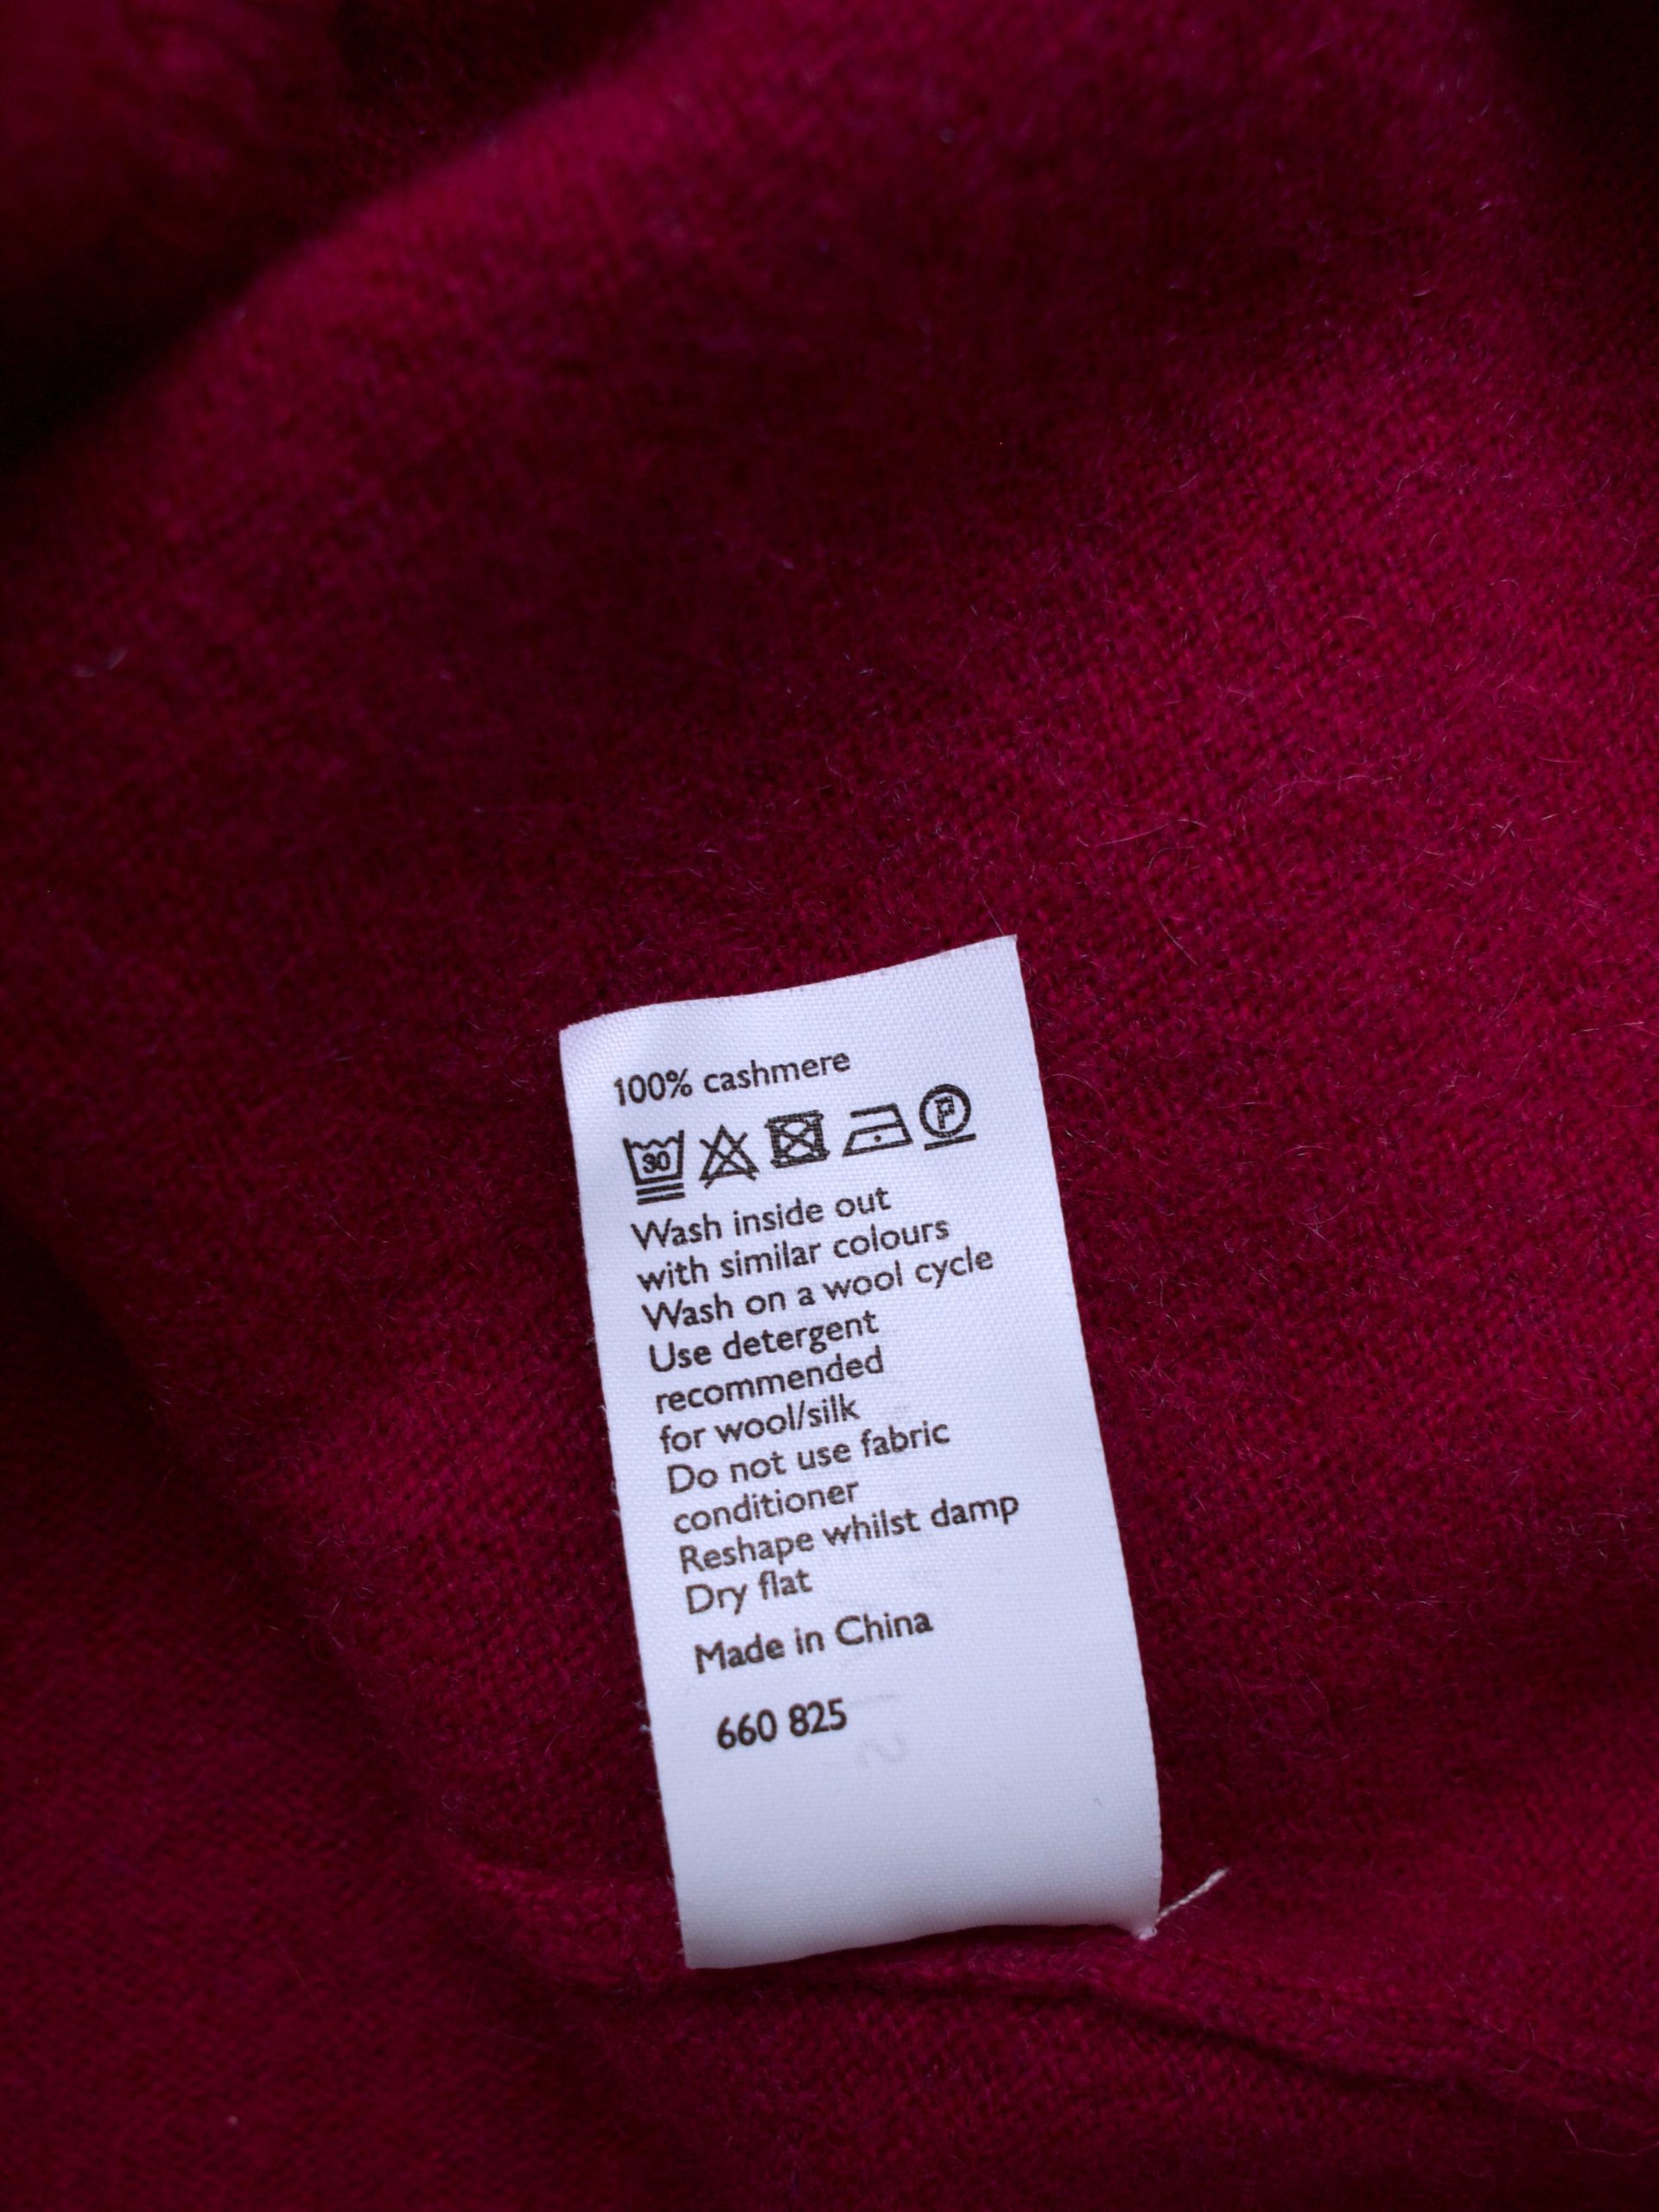 100% cashmere
30 P
Wash inside out
with similar colours
Wash on a wool cycle
Use detergent
recommended
for wool/silk
Do not use fabric
conditioner
Reshape whilst damp
Dry flat
Made in China
660 825